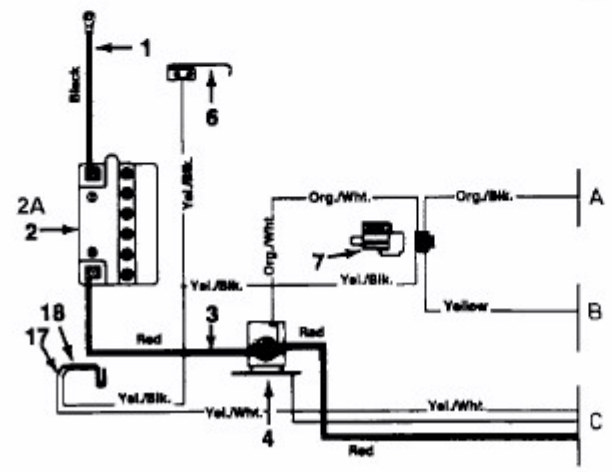 1
Black
6
Yel./Blk.
2A
2
Org./Wht.
Org./Blk.
A
Org./Wht.
7
Yel./Blk.
Yel./Blk.
Yellow
B
3
Red
Red
18
17
Yel./Blk.
Yel./Wht.
4
Yel./Wht.
C
Red